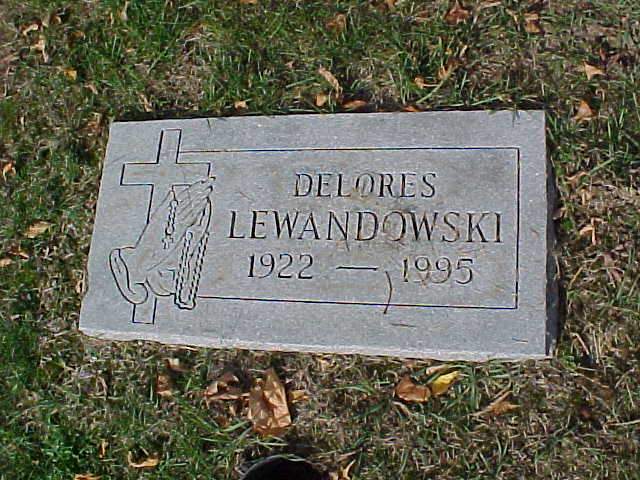 DELORES
LEWANDOWSKI
1922 — 1995